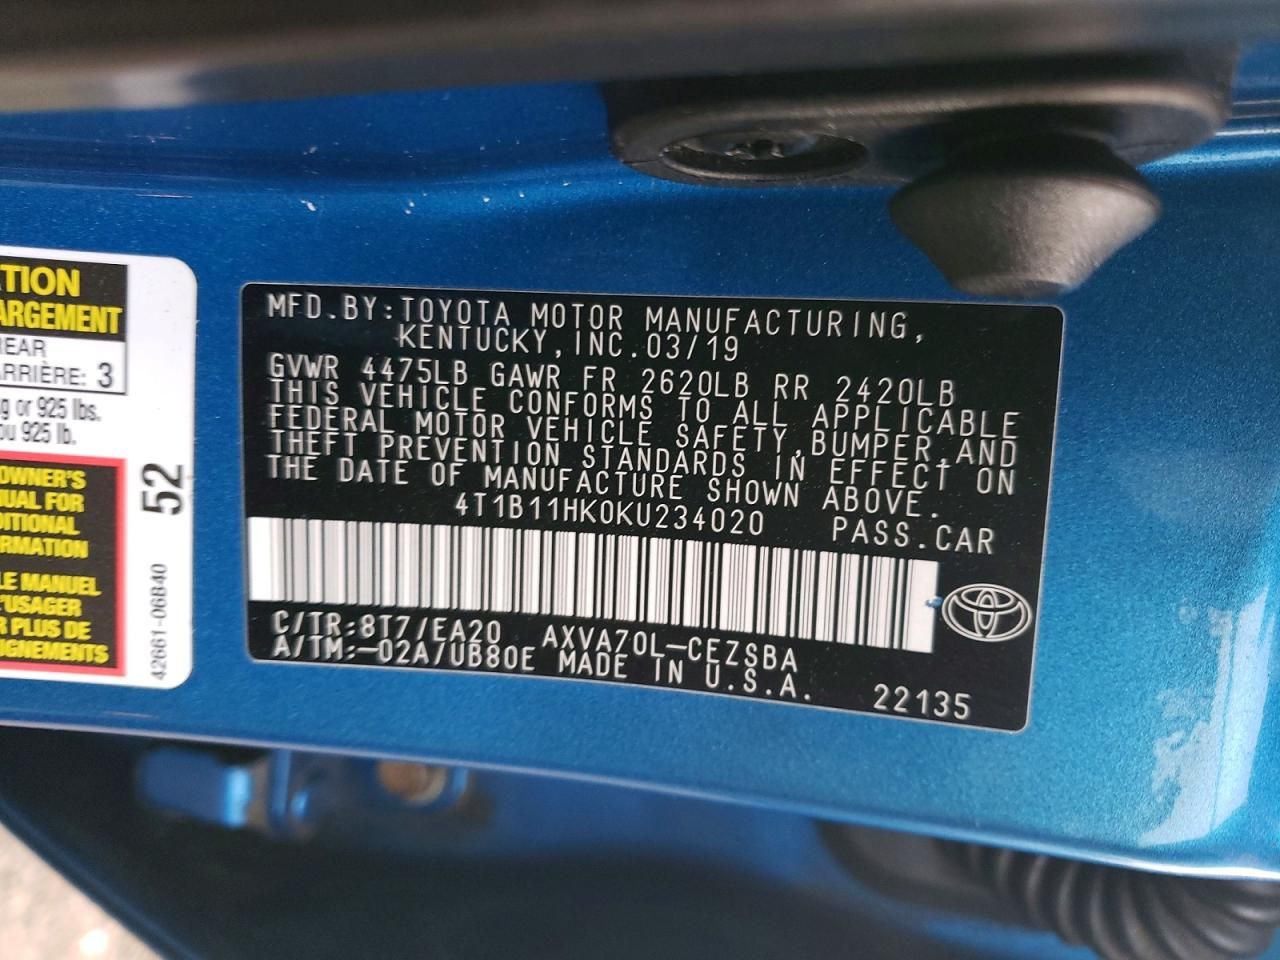 TION
ARGEMENT
REAR
ARRIÈRE: 3
g or 925 lbs.
ou 925 lb.
OWNER'S
UAL FOR
DITIONAL
RMATION
LE MANUEL
L'USAGER
R PLUS DE
IGNEMENTS
52
42661-06B40
MFD.BY:TOYOTA MOTOR MANUFACTURING,
KENTUCKY,INC.03/19
GVWR 4475LB GAWR FR 2620LB RR 2420LB
THIS VEHICLE CONFORMS TO ALL APPLICABLE
FEDERAL MOTOR VEHICLE SAFETY,BUMPER,AND
THEFT PREVENTION STANDARDS IN EFFECT ON
THE DATE OF MANUFACTURE SHOWN ABOVE.
4T1B11HK0KU234020 PASS.CAR
C/TR:8T7/EA20 AXVA70L-CEZSBA
A/TM:-02A/UB80E MADE IN U.S.A.
22135